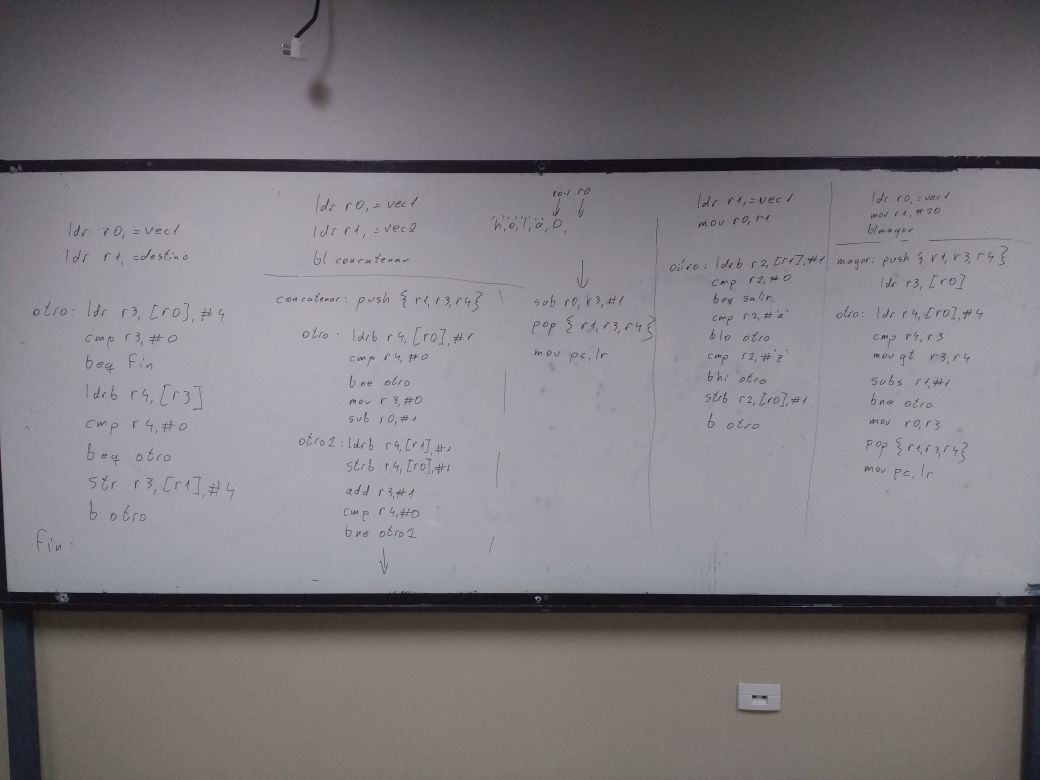 ldr r0,=vec1
ldr r1,=destino
otro: ldr r3,[r0],#4
cmp r3,#0
beq fin
ldrb r4,[r3]
cmp r4,#0
beq otro
str r3,[r1],#4
b otro
fin:
ldr r0,=vec1
ldr r1,=vec2
bl concatenar
concatenar: push {r1,r3,r4}
otro: ldrb r4,[r0],#1
cmp r4,#0
bne otro
mov r3,#0
sub r0,#1
otro2: ldrb r4,[r1],#1
strb r4,[r0],#1
add r3,#1
cmp r4,#0
bne otro2
r0-1 r0
'h,'o,'l,'a,0,
sub r0,r3,#1
pop {r1,r3,r4}
mov pc,lr
ldr r1,=vec1
mov r0,r1
otro: ldrb r2,[r1],#1
cmp r2,#0
beq salir
cmp r2,#'a'
blo otro
cmp r2,#'z'
bhi otro
strb r2,[r0],#1
b otro
ldr r0,=vec1
mov r1,#20
bl mayor
mayor: push {r1,r3,r4}
ldr r3,[r0]
otro: ldr r4,[r0],#4
cmp r4,r3
movgt r3,r4
subs r1,#1
bne otro
mov r0,r3
pop {r1,r3,r4}
mov pc,lr